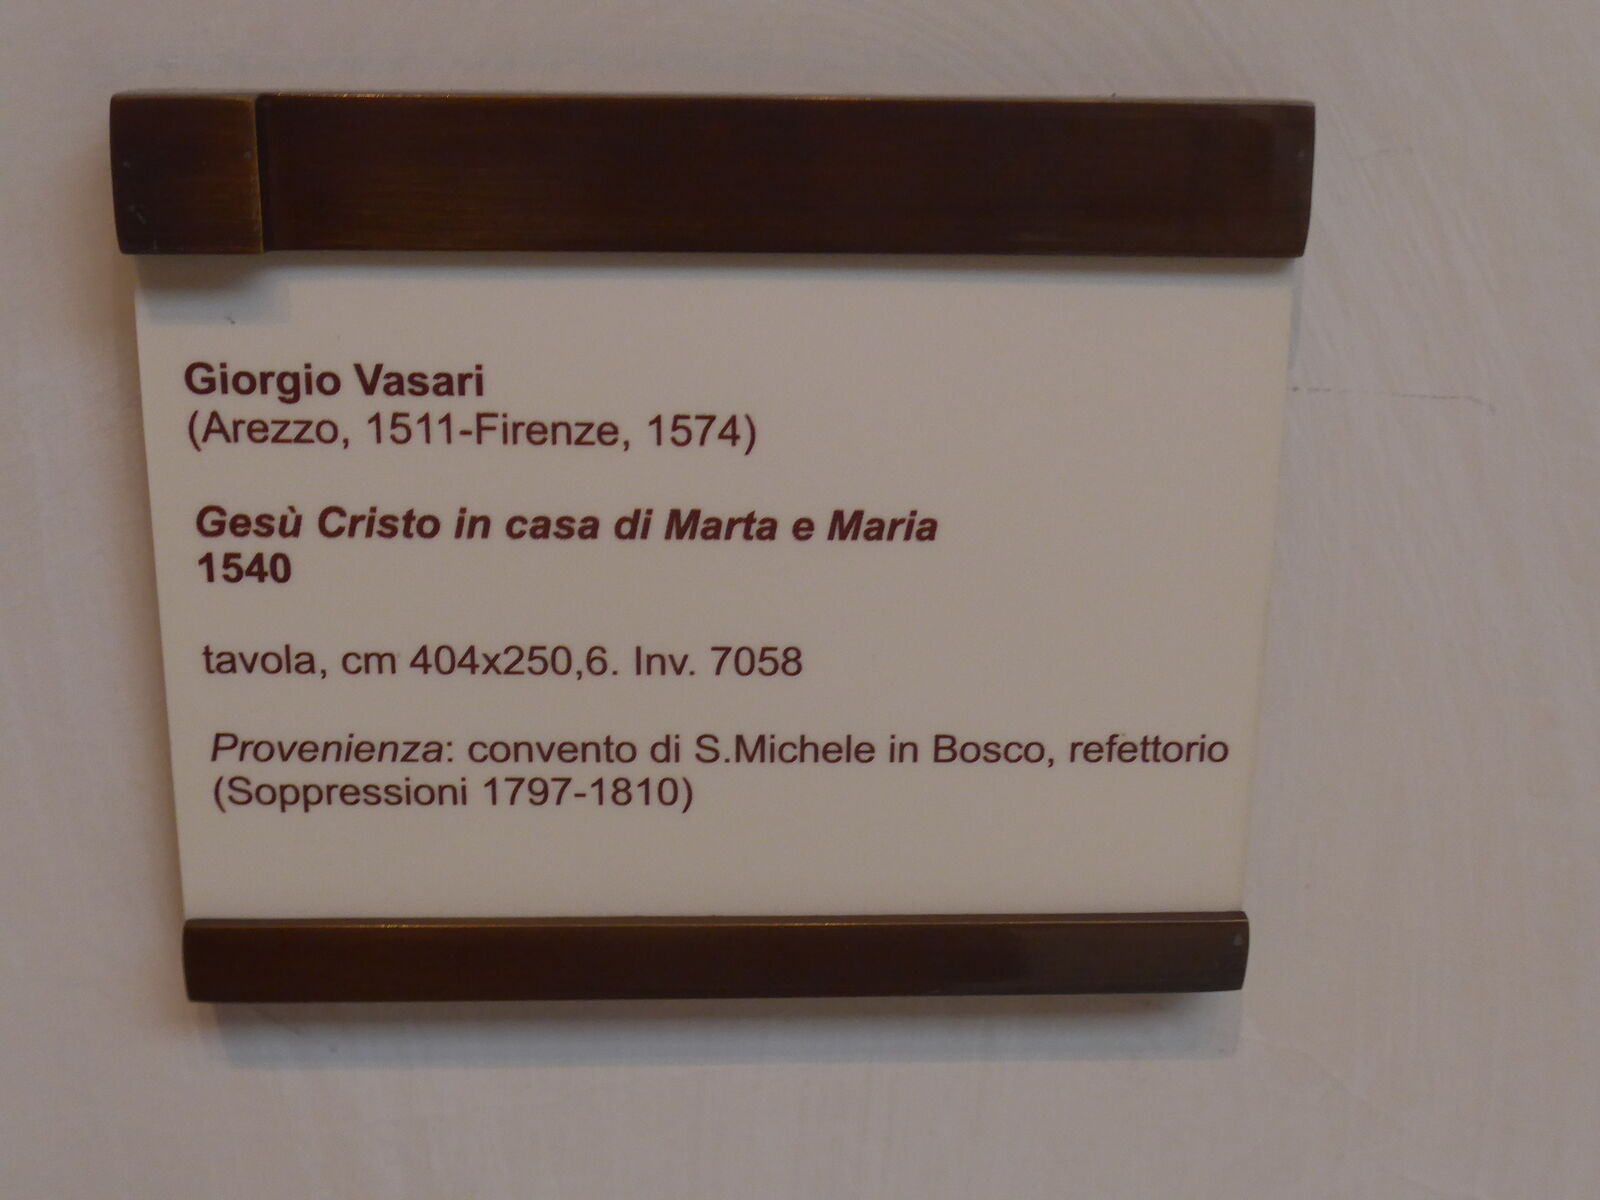 Giorgio Vasari
(Arezzo, 1511-Firenze, 1574)
Gesù Cristo in casa di Marta e Maria
1540
tavola, cm 404x250,6. Inv. 7058
Provenienza: convento di S.Michele in Bosco, refettorio
(Soppressioni 1797-1810)